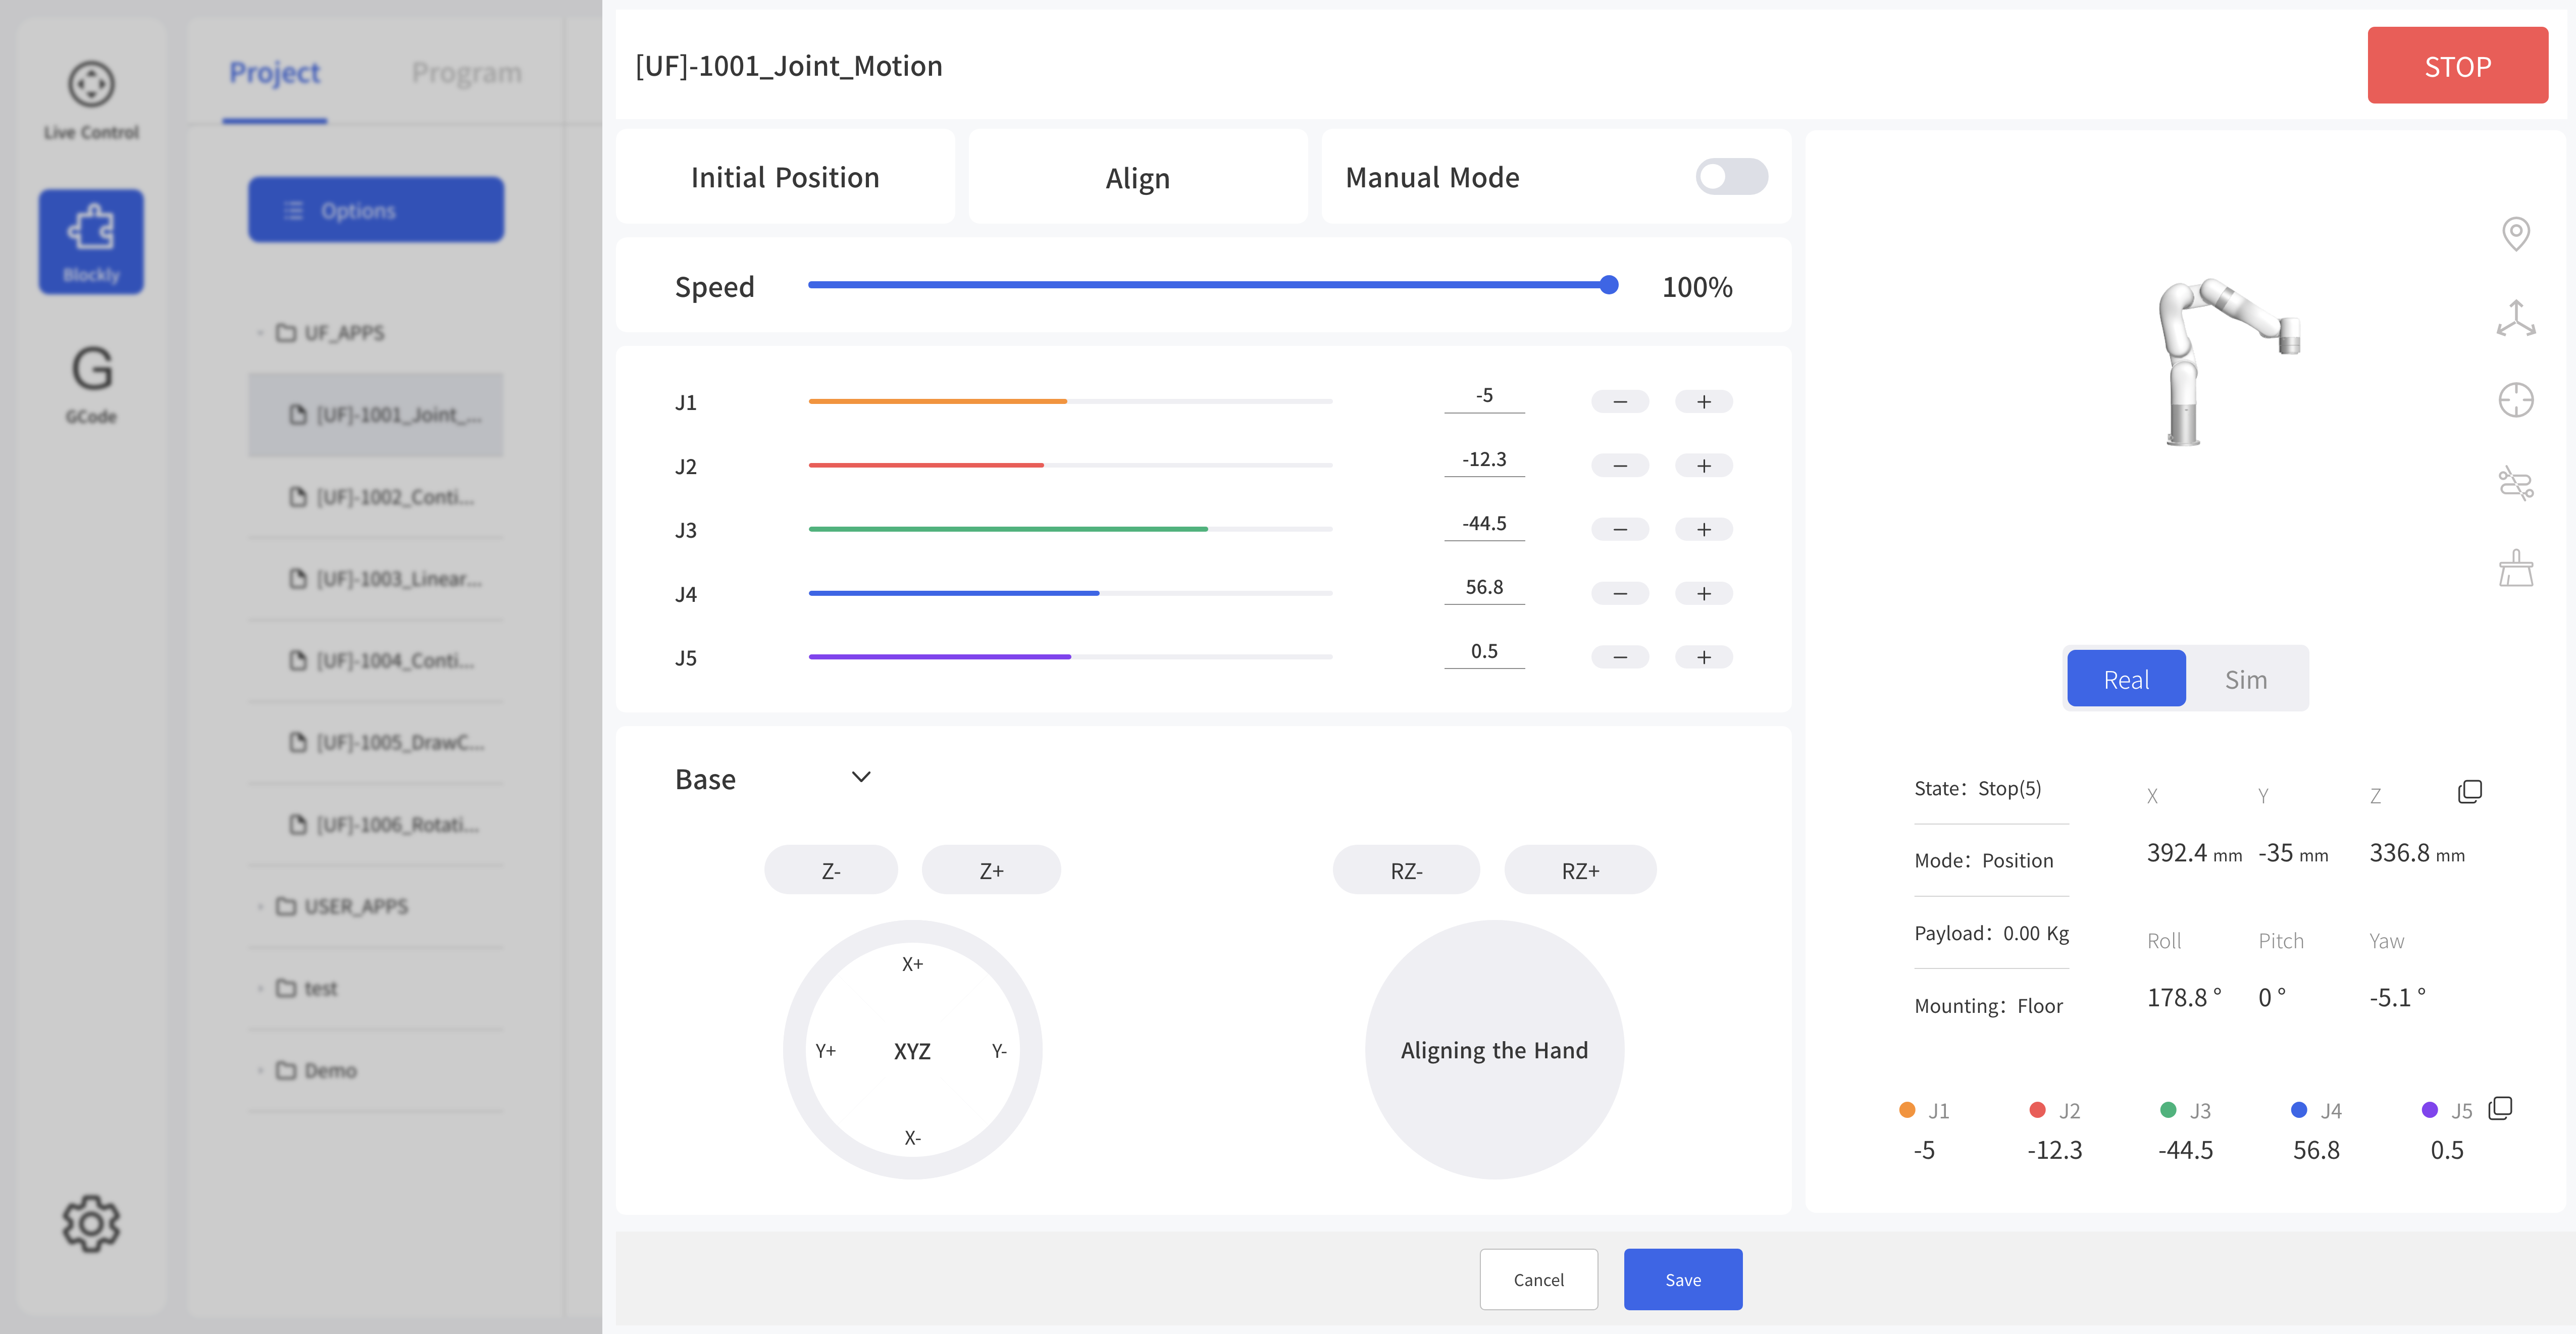 Live Control
Blockly
G
GCode
Project
Program
Options
UF_APPS
[UF]-1001_Joint_...
[UF]-1002_Conti...
[UF]-1003_Linear...
[UF]-1004_Conti...
[UF]-1005_DrawC...
[UF]-1006_Rotati...
USER_APPS
test
Demo
[UF]-1001_Joint_Motion
STOP
Initial Position
Align
Manual Mode
Speed
100%
J1
-5
J2
-12.3
J3
-44.5
J4
56.8
J5
0.5
Base
Z-
Z+
X+
Y+
XYZ
Y-
X-
RZ-
RZ+
Aligning the Hand
Cancel
Save
Real
Sim
State: Stop(5)
Mode: Position
Payload: 0.00 Kg
Mounting: Floor
X Y Z
392.4 mm -35 mm 336.8 mm
Roll Pitch Yaw
178.8 ° 0 ° -5.1 °
J1 J2 J3 J4 J5
-5 -12.3 -44.5 56.8 0.5